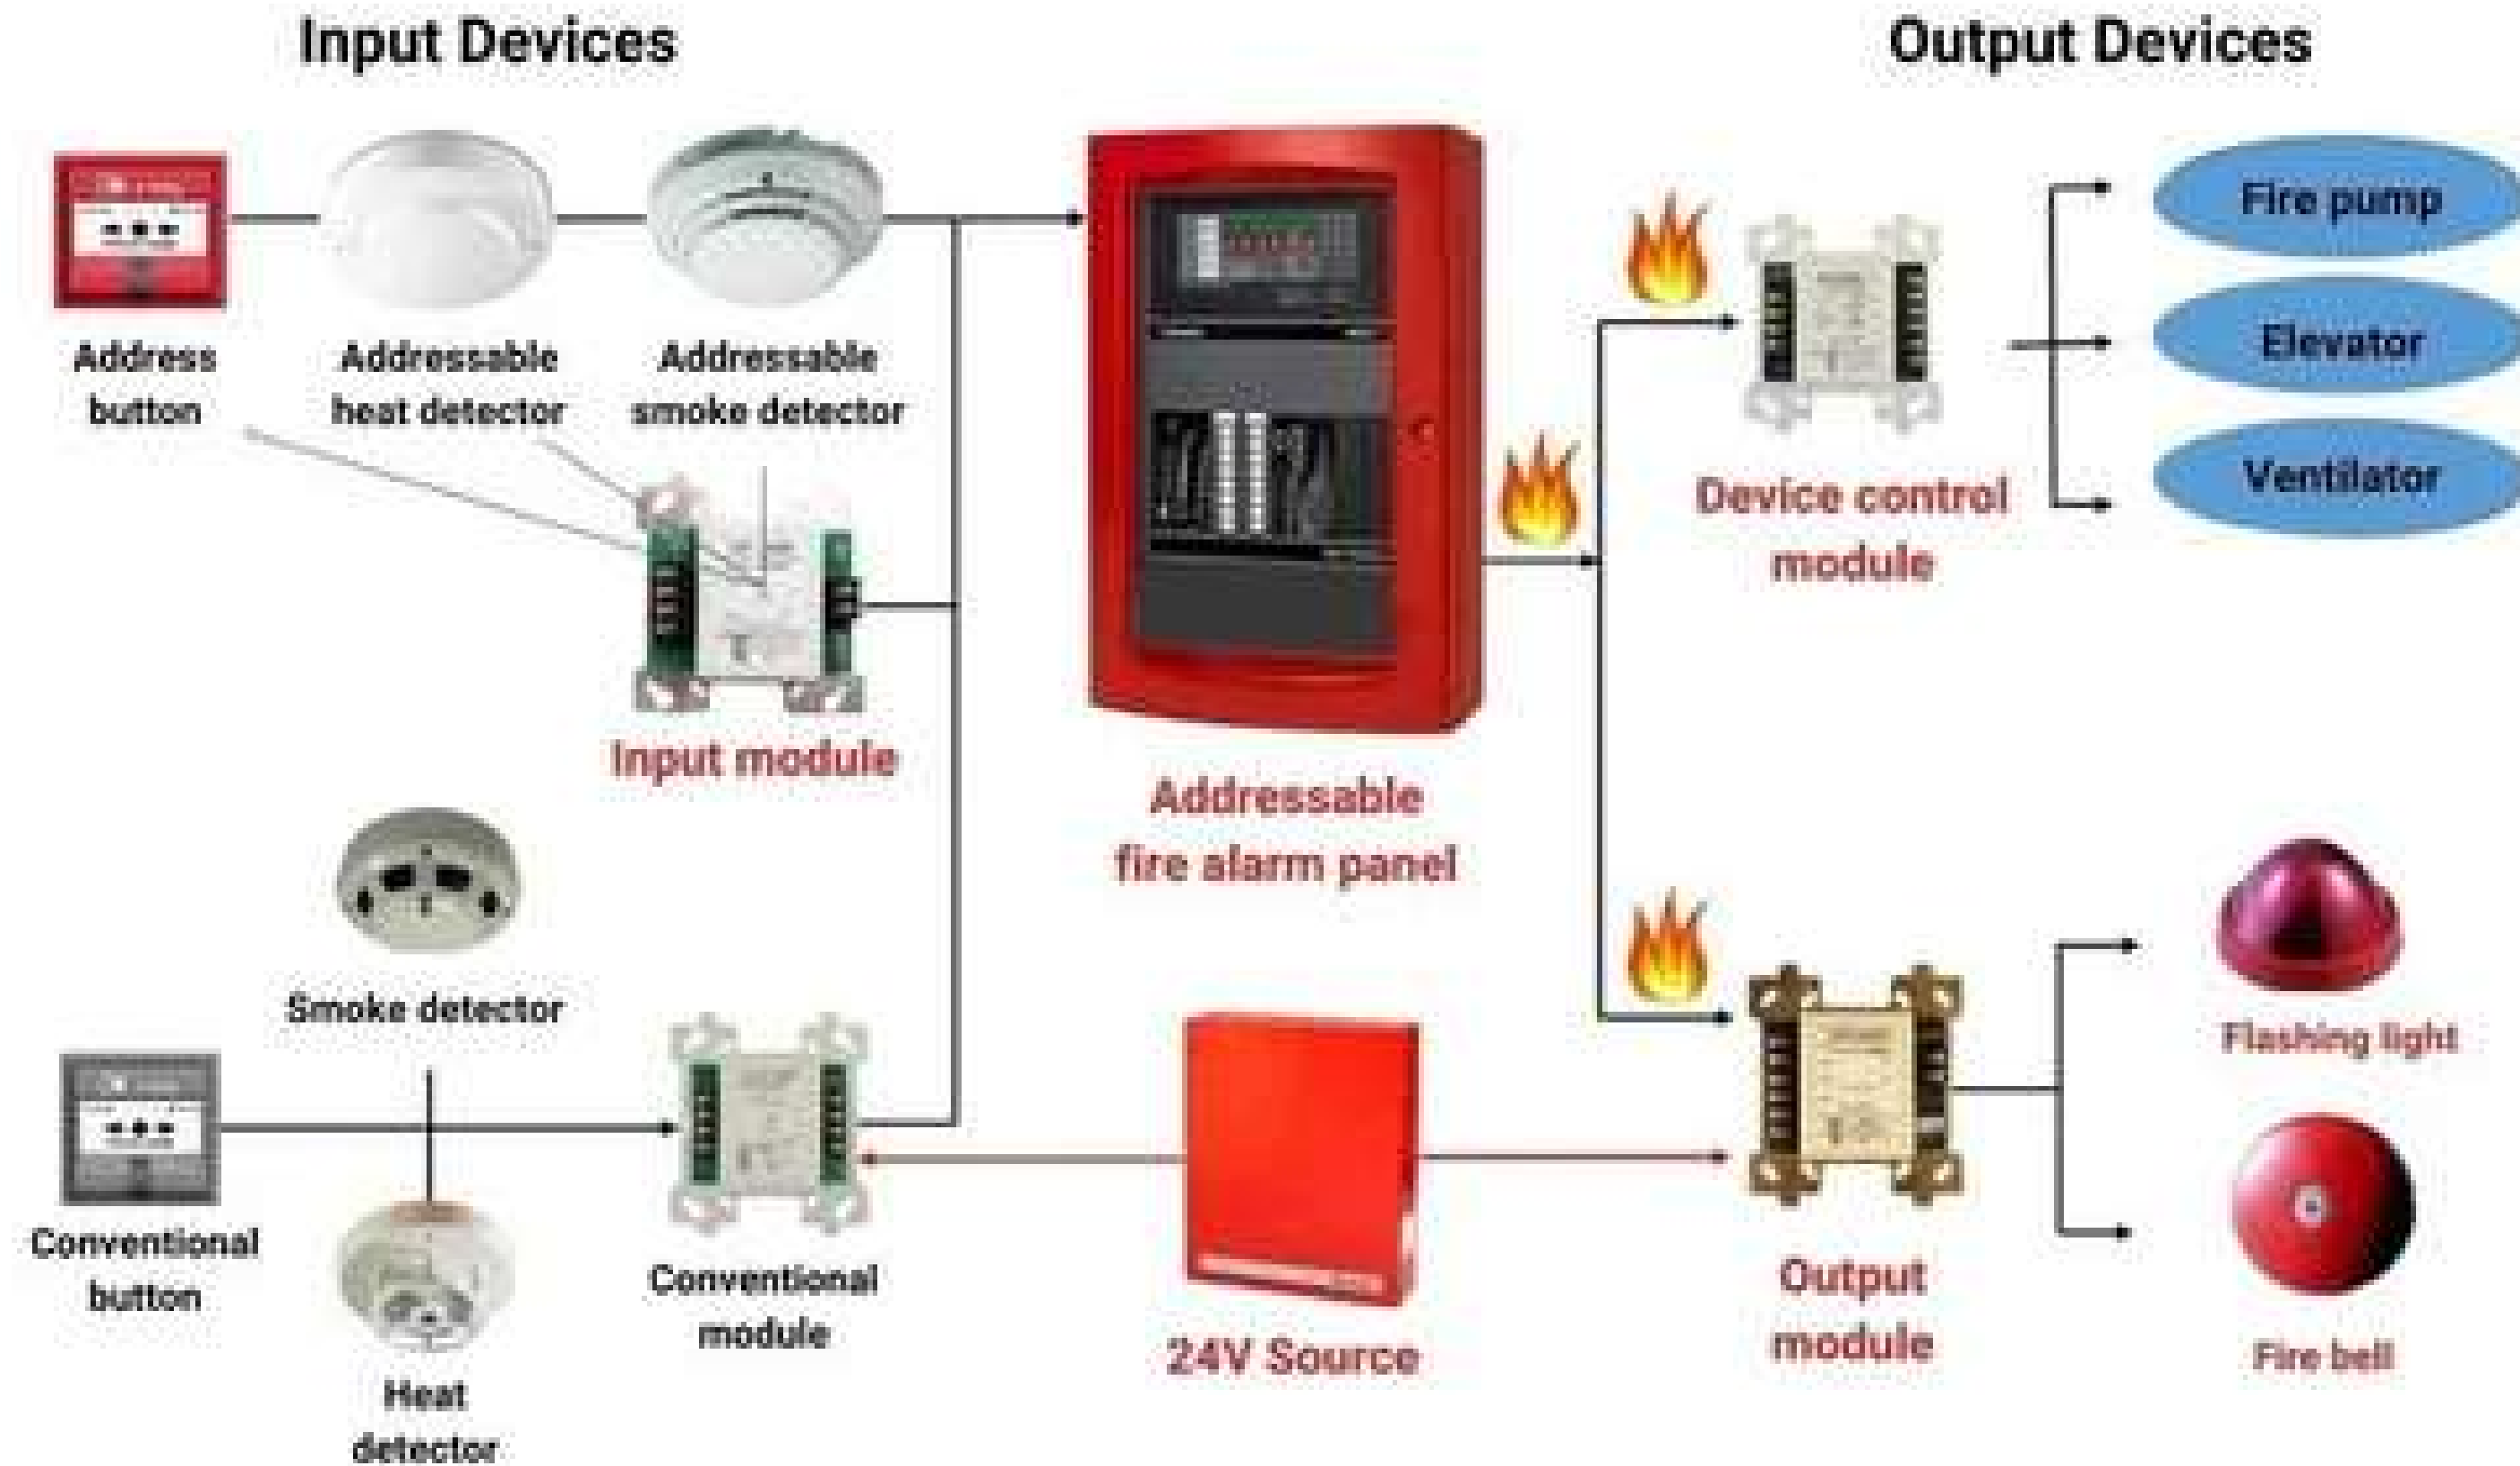 Input Devices
Output Devices
Address
button
Addressable
heat detector
Addressable
smoke detector
Fire pump
Elevator
Ventilator
Device control
module
Input module
Addressable
fire alarm panel
Smoke detector
Flashing light
Conventional
button
Heat
detector
Conventional
module
24V Source
Output
module
Fire bell